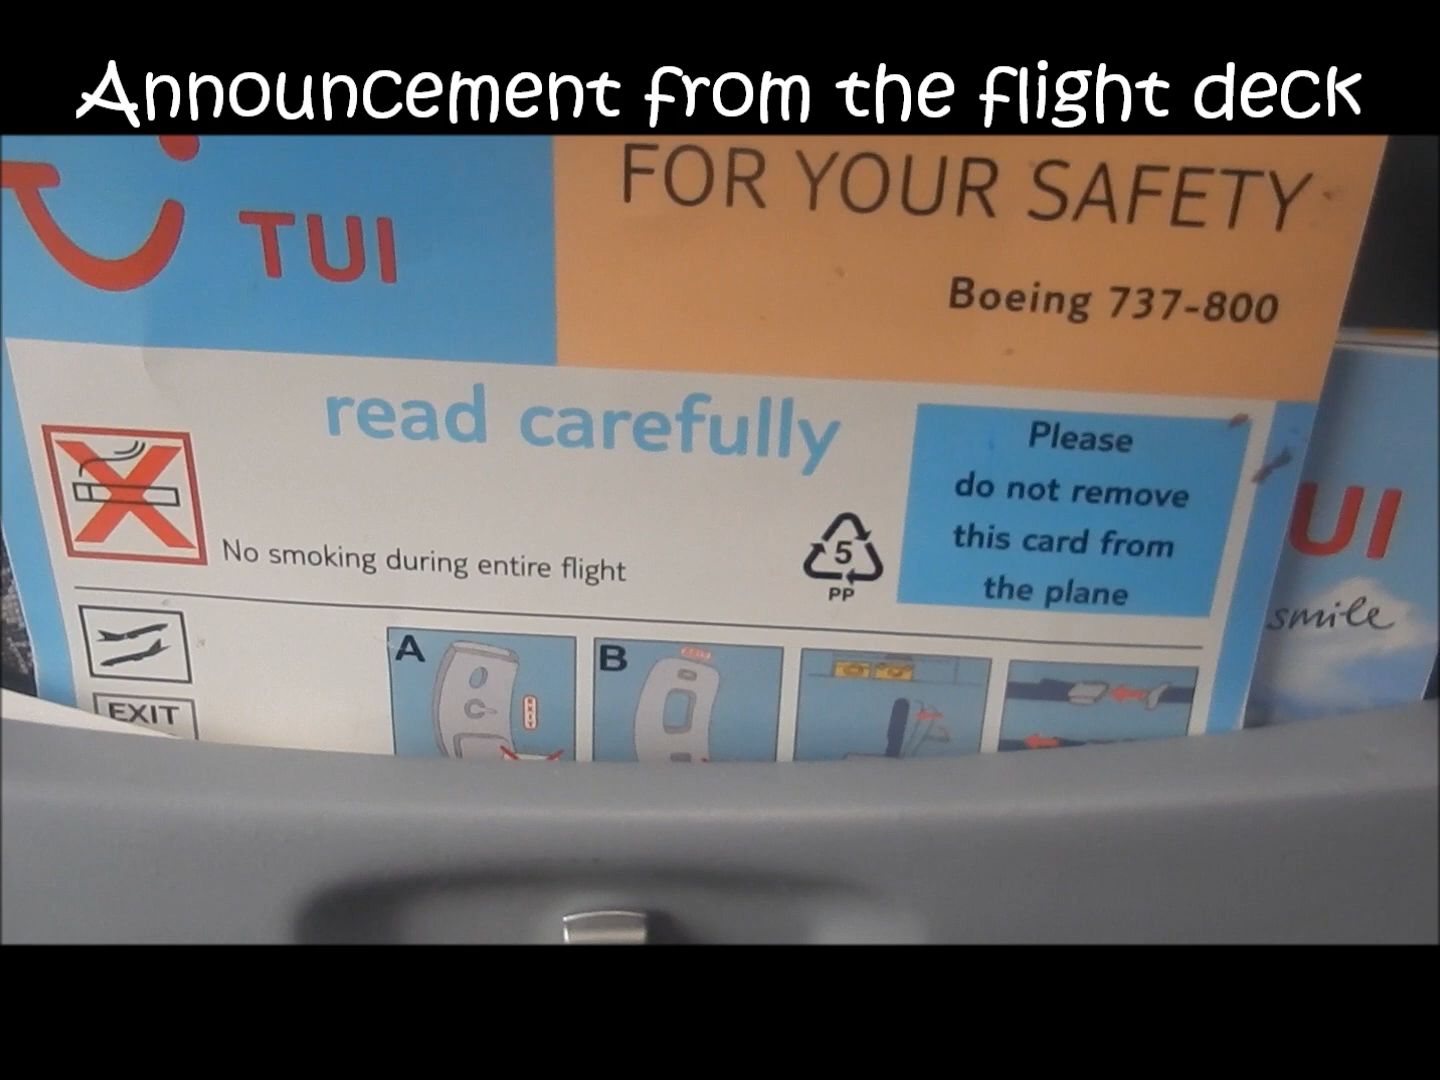 Announcement from the flight deck
TUI
FOR YOUR SAFETY
Boeing 737-800
read carefully
Please
do not remove
this card from
the plane
No smoking during entire flight
5
PP
UI
smile
A
B
EXIT
EXIT